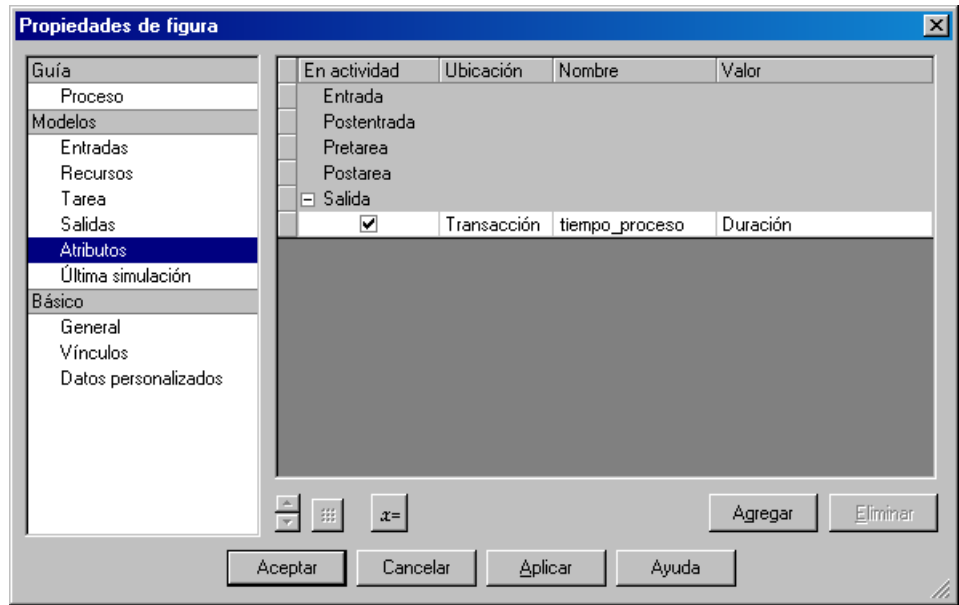 Propiedades de figura
Guía
Proceso
Modelos
Entradas
Recursos
Tarea
Salidas
Atributos
Última simulación
Básico
General
Vínculos
Datos personalizados
En actividad Ubicación Nombre Valor
Entrada
Postentrada
Pretarea
Postarea
Salida
Transacción tiempo_proceso Duración
x=
Agregar Eliminar
Aceptar Cancelar Aplicar Ayuda